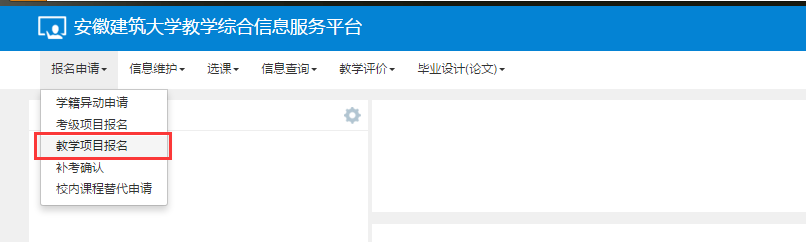 安徽建筑大学教学综合信息服务平台
报名申请 信息维护 选课 信息查询 教学评价 毕业设计(论文)
学籍异动申请
考级项目报名
教学项目报名
补考确认
校内课程替代申请